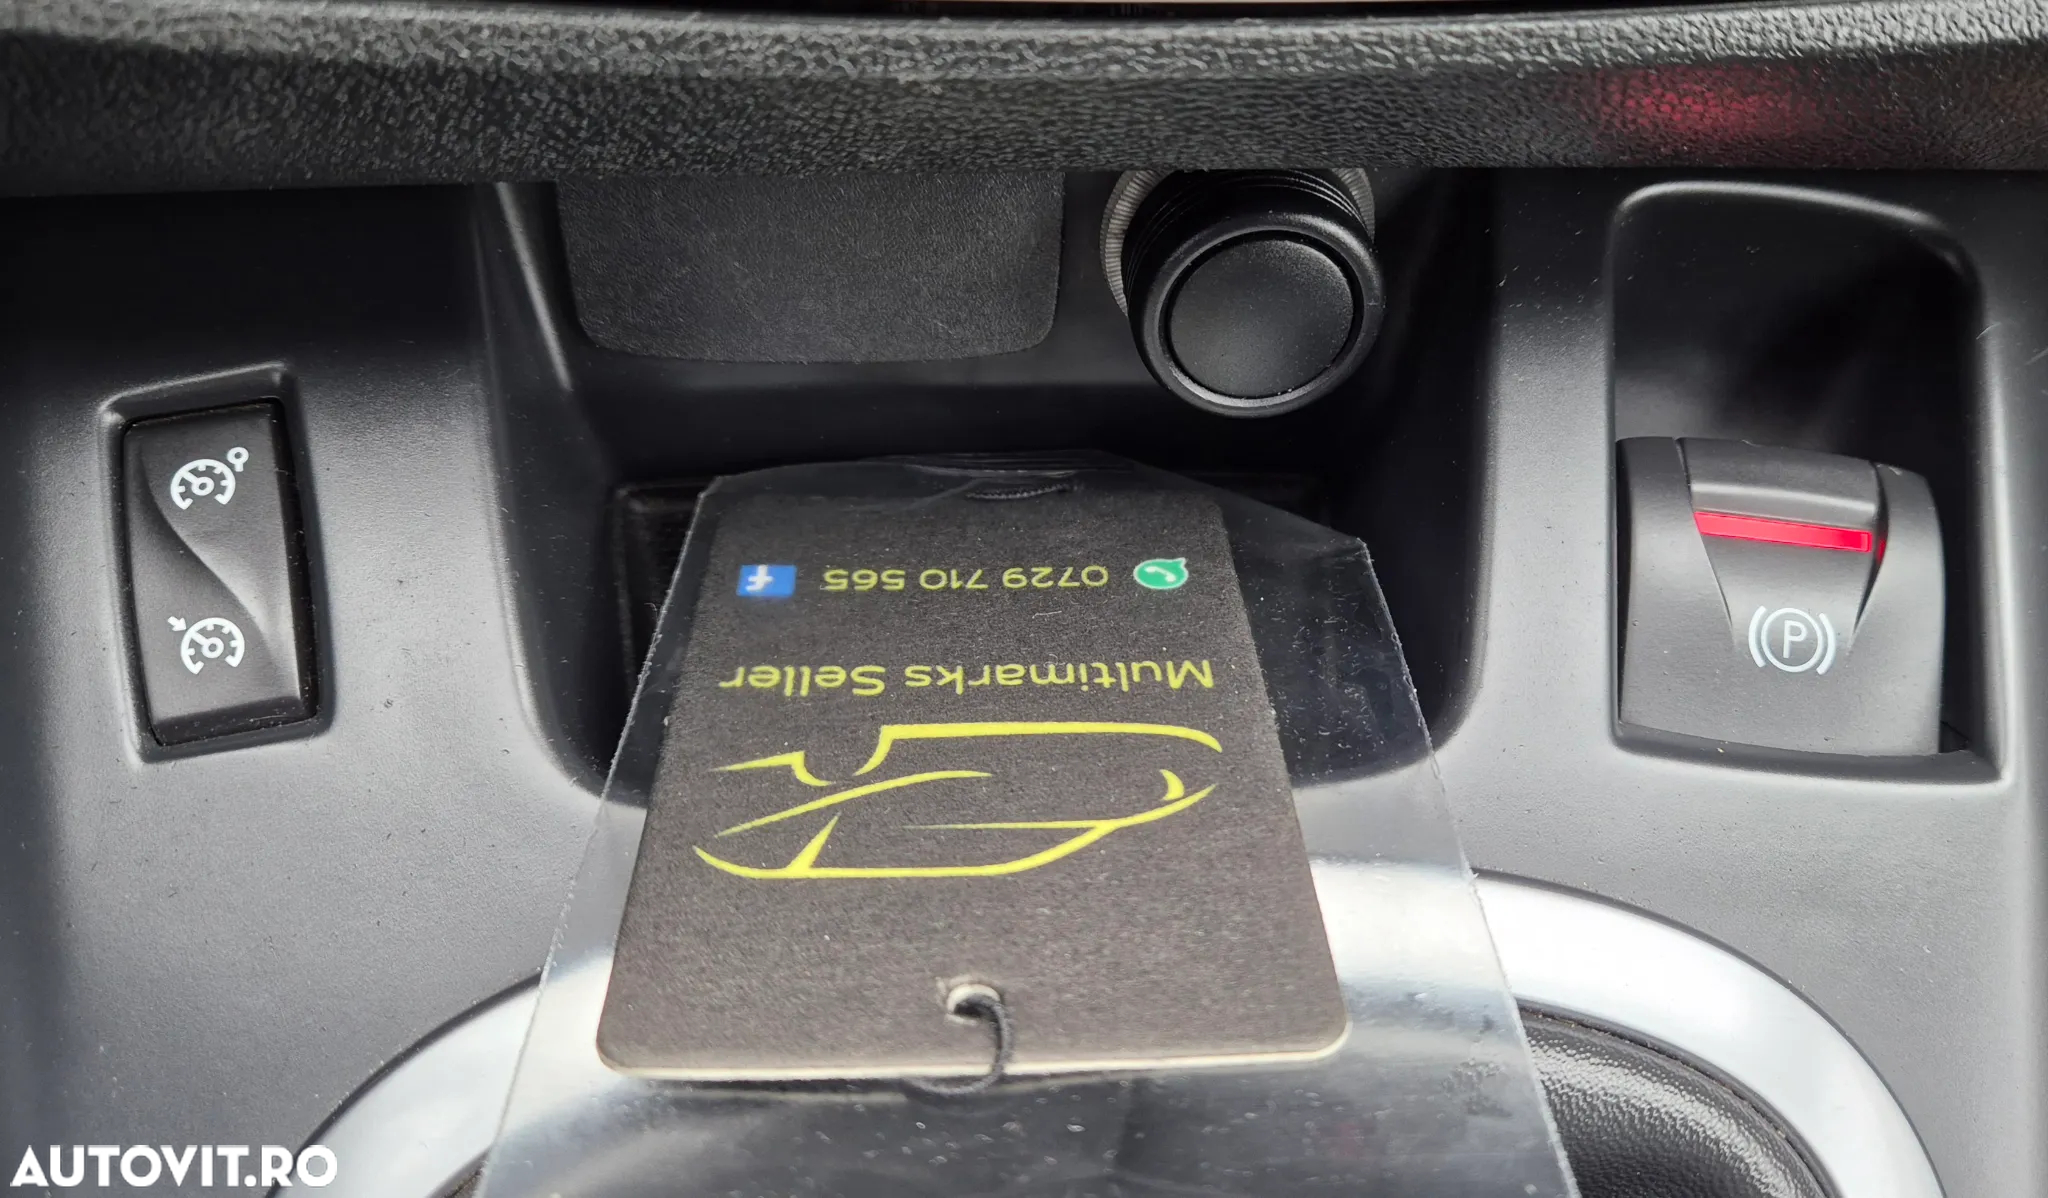 0729 710 565
Multimarks Seller
P
AUTOVIT.RO